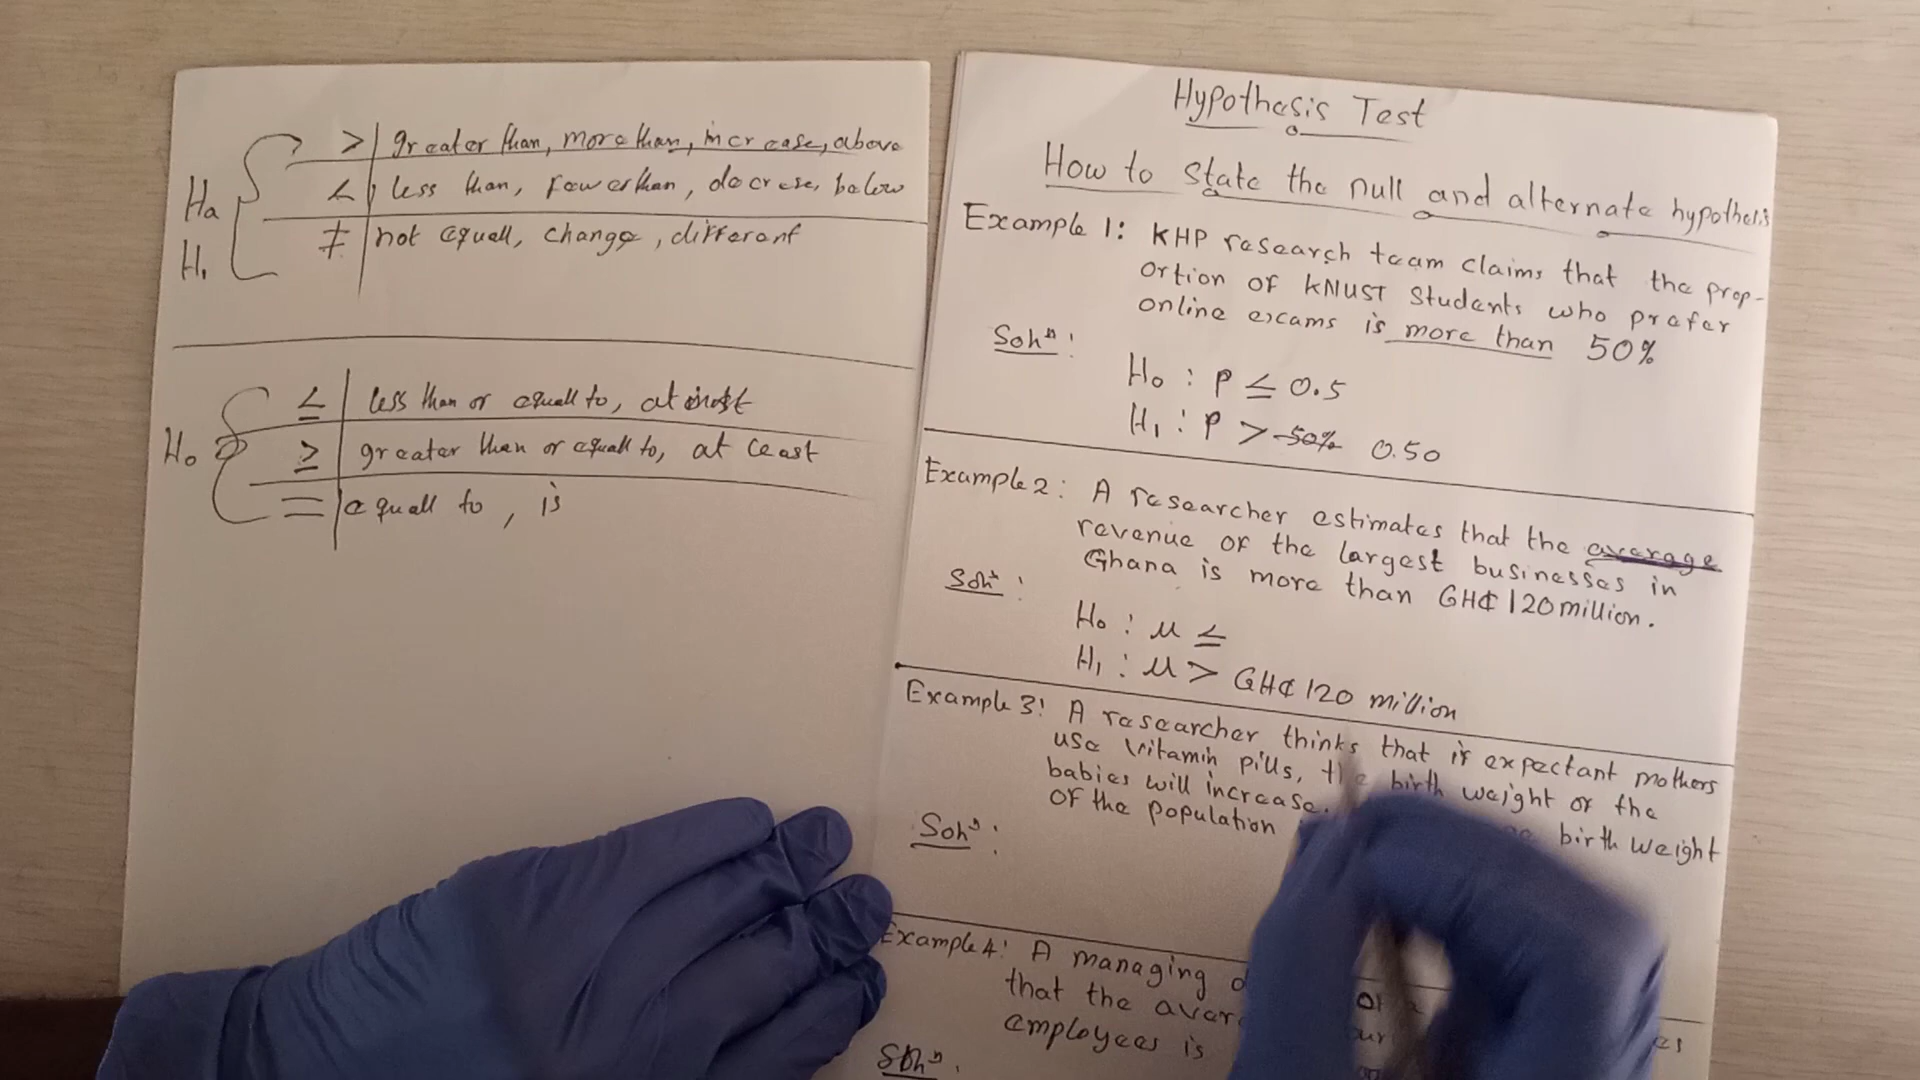 > greater than, more than, increase, above
< less than, fewer than, decrese, below
Ha
≠ not equall, change, different
H₁
≤ less than or equall to, at most
H₀ ≥ greater than or equall to, at least
= equall to, is
Hypothesis Test
How to state the null and alternate hypothesis
Example 1: KHP research team claims that the prop-
ortion of KNUST Students who prefer
online exams is more than 50%
Solⁿ:
H₀ : P ≤ 0.5
H₁ : P > 50% 0.50
Example 2: A researcher estimates that the average
revenue of the largest businesses in
Ghana is more than GH₵ 120 million.
Solⁿ:
H₀ : μ ≤
H₁ : μ > GH₵ 120 million
Example 3: A researcher thinks that if expectant mothers
use vitamin pills, the birth weight of the
babies will increase.
of the population birth weight
Solⁿ:
Example 4: A managing
that the
employees is
Solⁿ: